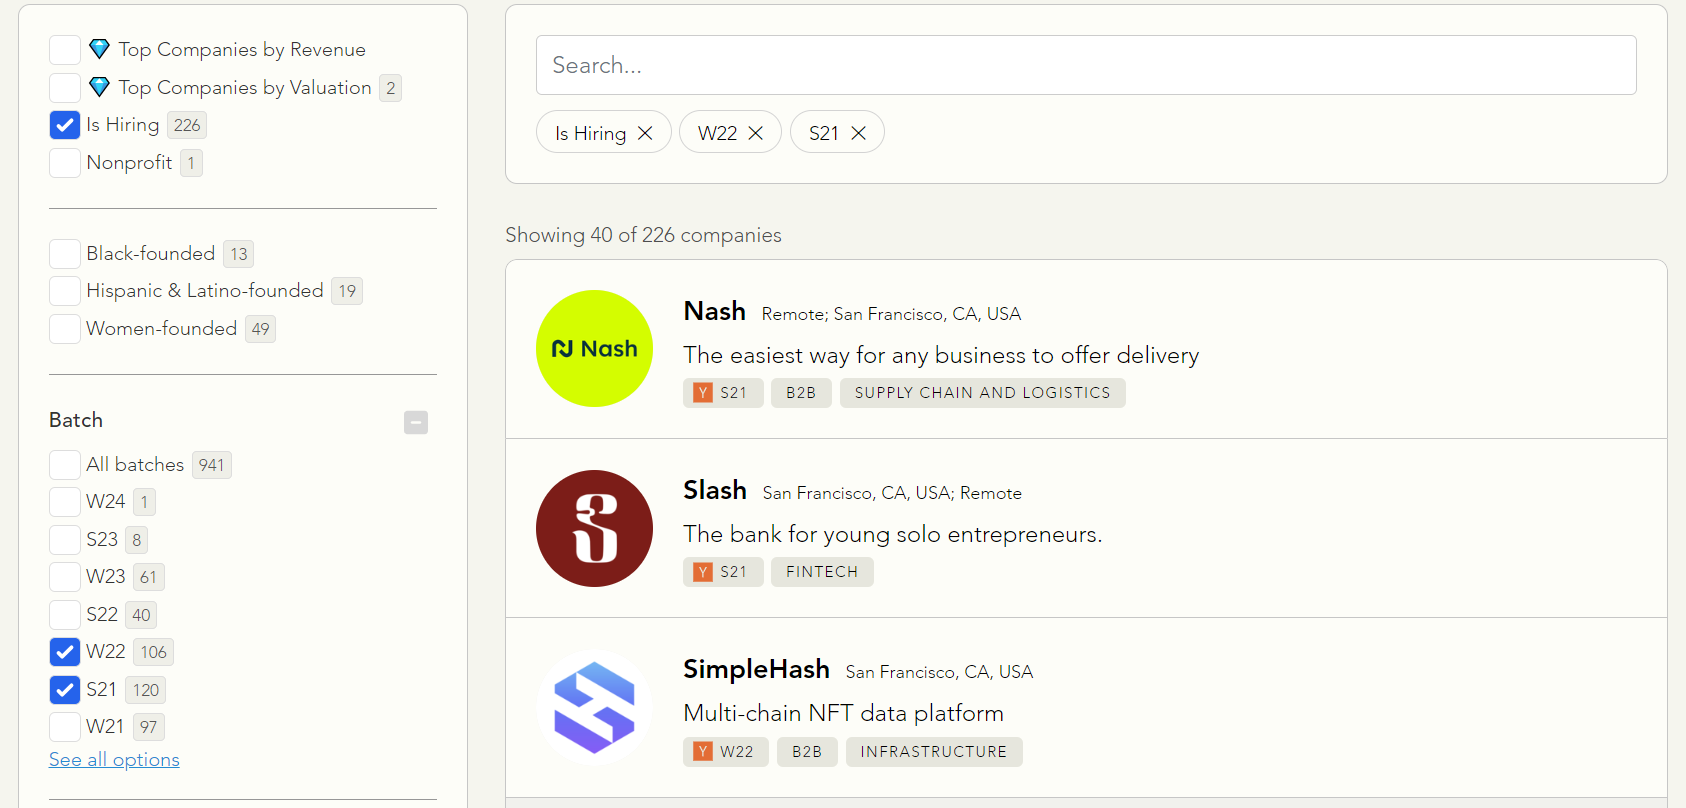 Top Companies by Revenue
Top Companies by Valuation 2
Is Hiring 226
Nonprofit 1
Black-founded 13
Hispanic & Latino-founded 19
Women-founded 49
Batch
All batches 941
W24 1
S23 8
W23 61
S22 40
W22 106
S21 120
W21 97
See all options
Search...
Is Hiring W22 S21
Showing 40 of 226 companies
Nash
Nash Remote; San Francisco, CA, USA
The easiest way for any business to offer delivery
Y S21 B2B SUPPLY CHAIN AND LOGISTICS
S
Slash San Francisco, CA, USA; Remote
The bank for young solo entrepreneurs.
Y S21 FINTECH
SimpleHash San Francisco, CA, USA
Multi-chain NFT data platform
Y W22 B2B INFRASTRUCTURE